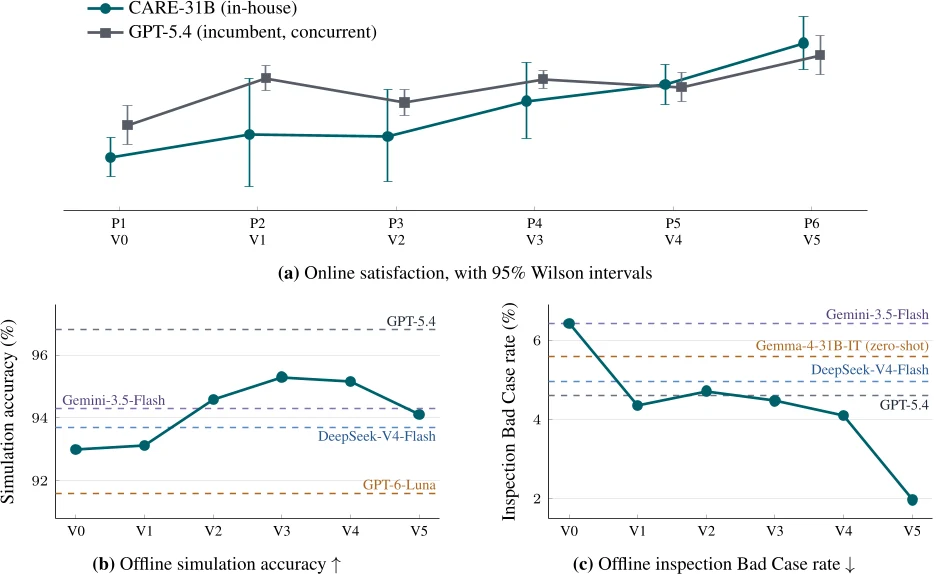 CARE-31B (in-house)
GPT-5.4 (incumbent, concurrent)
P1 P2 P3 P4 P5 P6
V0 V1 V2 V3 V4 V5
(a) Online satisfaction, with 95% Wilson intervals
Simulation accuracy (%)
96
94
92
GPT-5.4
Gemini-3.5-Flash
DeepSeek-V4-Flash
GPT-6-Luna
V0 V1 V2 V3 V4 V5
(b) Offline simulation accuracy ↑
Inspection Bad Case rate (%)
6
4
2
Gemini-3.5-Flash
Gemma-4-31B-IT (zero-shot)
DeepSeek-V4-Flash
GPT-5.4
V0 V1 V2 V3 V4 V5
(c) Offline inspection Bad Case rate ↓